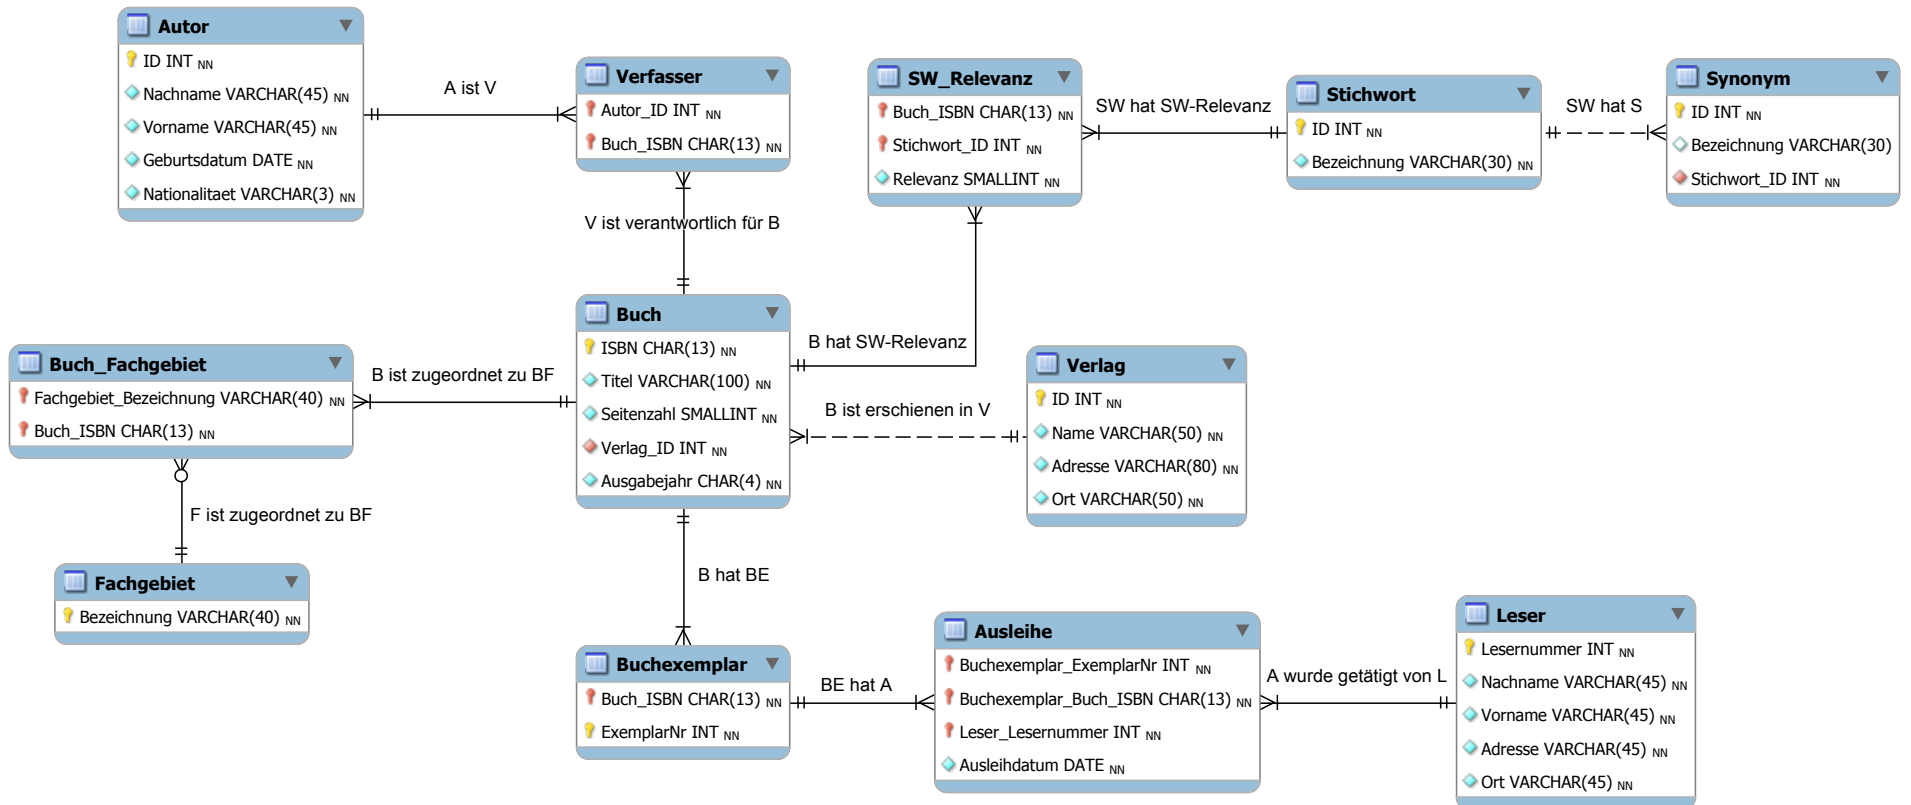 Autor
ID INT NN
Nachname VARCHAR(45) NN
Vorname VARCHAR(45) NN
Geburtsdatum DATE NN
Nationalitaet VARCHAR(3) NN
A ist V
Verfasser
Autor_ID INT NN
Buch_ISBN CHAR(13) NN
V ist verantwortlich für B
SW_Relevanz
Buch_ISBN CHAR(13) NN
Stichwort_ID INT NN
Relevanz SMALLINT NN
SW hat SW-Relevanz
Stichwort
ID INT NN
Bezeichnung VARCHAR(30) NN
SW hat S
Synonym
ID INT NN
Bezeichnung VARCHAR(30)
Stichwort_ID INT NN
Buch_Fachgebiet
Fachgebiet_Bezeichnung VARCHAR(40) NN
Buch_ISBN CHAR(13) NN
B ist zugeordnet zu BF
Buch
ISBN CHAR(13) NN
Titel VARCHAR(100) NN
Seitenzahl SMALLINT NN
Verlag_ID INT NN
Ausgabejahr CHAR(4) NN
B hat SW-Relevanz
B ist erschienen in V
Verlag
ID INT NN
Name VARCHAR(50) NN
Adresse VARCHAR(80) NN
Ort VARCHAR(50) NN
F ist zugeordnet zu BF
Fachgebiet
Bezeichnung VARCHAR(40) NN
B hat BE
Buchexemplar
Buch_ISBN CHAR(13) NN
ExemplarNr INT NN
BE hat A
Ausleihe
Buchexemplar_ExemplarNr INT NN
Buchexemplar_Buch_ISBN CHAR(13) NN
Leser_Lesernummer INT NN
Ausleihdatum DATE NN
A wurde getätigt von L
Leser
Lesernummer INT NN
Nachname VARCHAR(45) NN
Vorname VARCHAR(45) NN
Adresse VARCHAR(45) NN
Ort VARCHAR(45) NN